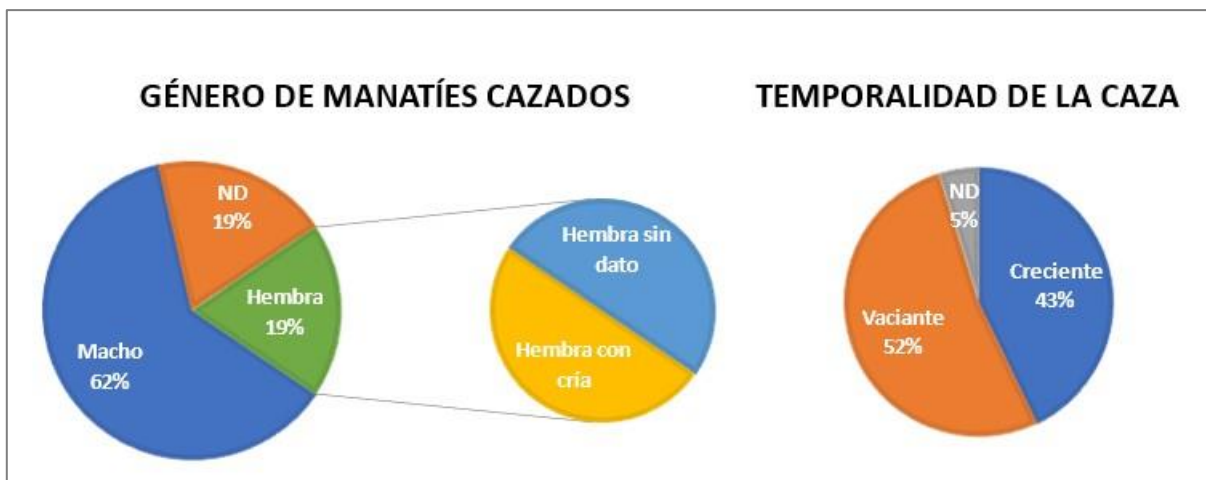 GÉNERO DE MANATÍES CAZADOS
ND
19%
Hembra
19%
Macho
62%
Hembra sin
dato
Hembra con
cría
TEMPORALIDAD DE LA CAZA
ND
5%
Creciente
43%
Vaciante
52%